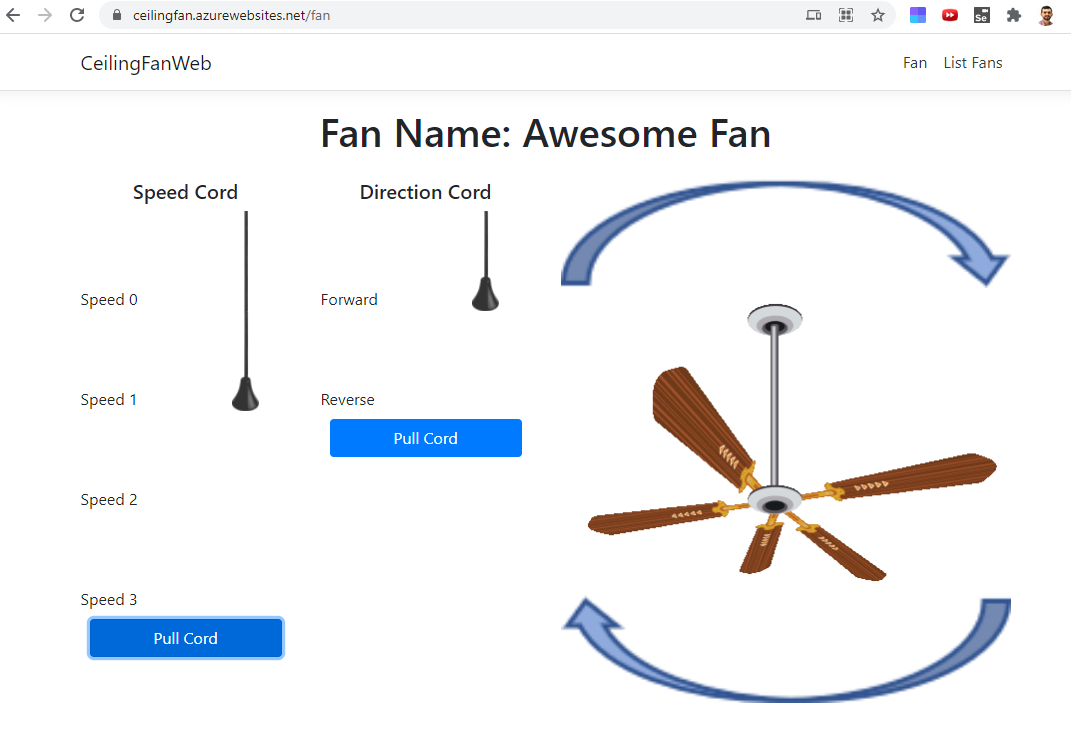 ceilingfan.azurewebsites.net/fan
Se
CeilingFanWeb
Fan List Fans
Fan Name: Awesome Fan
Speed Cord Direction Cord
Speed 0 Forward
Speed 1 Reverse
Pull Cord
Speed 2
Speed 3
Pull Cord